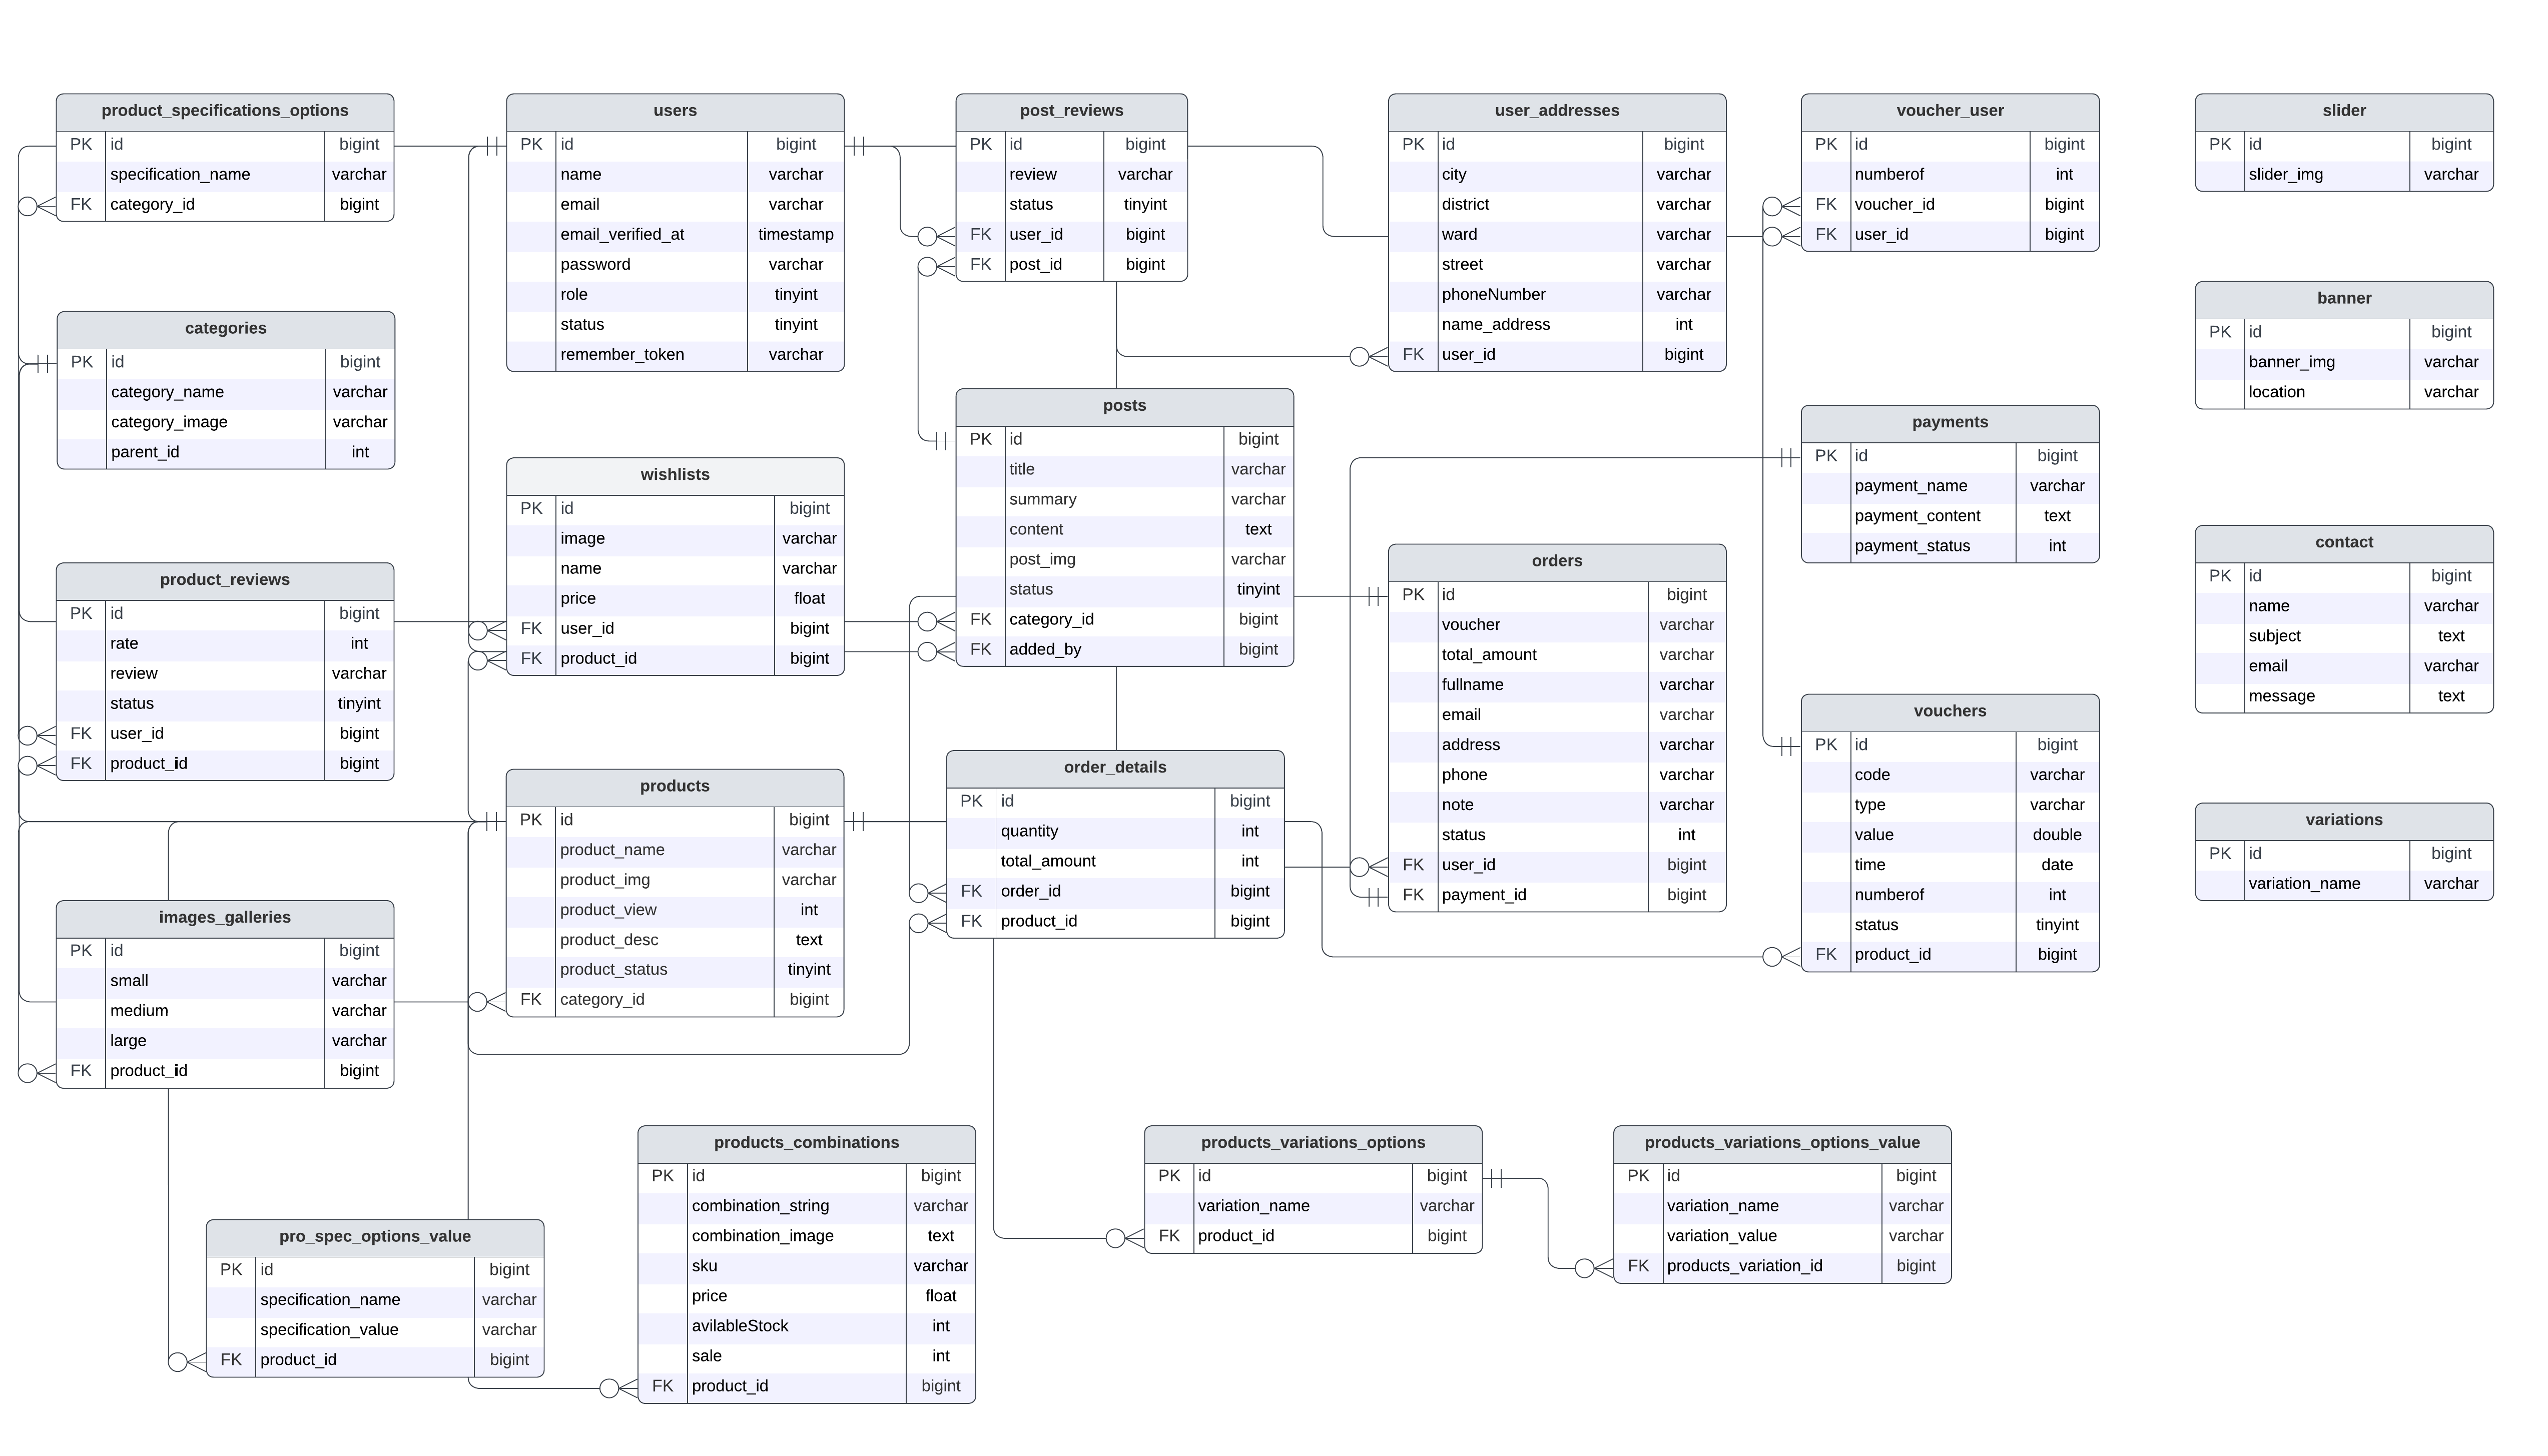 product_specifications_options
PK id bigint
specification_name varchar
FK category_id bigint
users
PK id bigint
name varchar
email varchar
email_verified_at timestamp
password varchar
role tinyint
status tinyint
remember_token varchar
post_reviews
PK id bigint
review varchar
status tinyint
FK user_id bigint
FK post_id bigint
user_addresses
PK id bigint
city varchar
district varchar
ward varchar
street varchar
phoneNumber varchar
name_address int
FK user_id bigint
voucher_user
PK id bigint
numberof int
FK voucher_id bigint
FK user_id bigint
slider
PK id bigint
slider_img varchar
categories
PK id bigint
category_name varchar
category_image varchar
parent_id int
banner
PK id bigint
banner_img varchar
location varchar
wishlists
PK id bigint
image varchar
name varchar
price float
FK user_id bigint
FK product_id bigint
posts
PK id bigint
title varchar
summary varchar
content text
post_img varchar
status tinyint
FK category_id bigint
FK added_by bigint
payments
PK id bigint
payment_name varchar
payment_content text
payment_status int
product_reviews
PK id bigint
rate int
review varchar
status tinyint
FK user_id bigint
FK product_id bigint
orders
PK id bigint
voucher varchar
total_amount varchar
fullname varchar
email varchar
address varchar
phone varchar
note varchar
status int
FK user_id bigint
FK payment_id bigint
contact
PK id bigint
name varchar
subject text
email varchar
message text
products
PK id bigint
product_name varchar
product_img varchar
product_view int
product_desc text
product_status tinyint
FK category_id bigint
order_details
PK id bigint
quantity int
total_amount int
FK order_id bigint
FK product_id bigint
vouchers
PK id bigint
code varchar
type varchar
value double
time date
numberof int
status tinyint
FK product_id bigint
variations
PK id bigint
variation_name varchar
images_galleries
PK id bigint
small varchar
medium varchar
large varchar
FK product_id bigint
pro_spec_options_value
PK id bigint
specification_name varchar
specification_value varchar
FK product_id bigint
products_combinations
PK id bigint
combination_string varchar
combination_image text
sku varchar
price float
avilableStock int
sale int
FK product_id bigint
products_variations_options
PK id bigint
variation_name varchar
FK product_id bigint
products_variations_options_value
PK id bigint
variation_name varchar
variation_value varchar
FK products_variation_id bigint